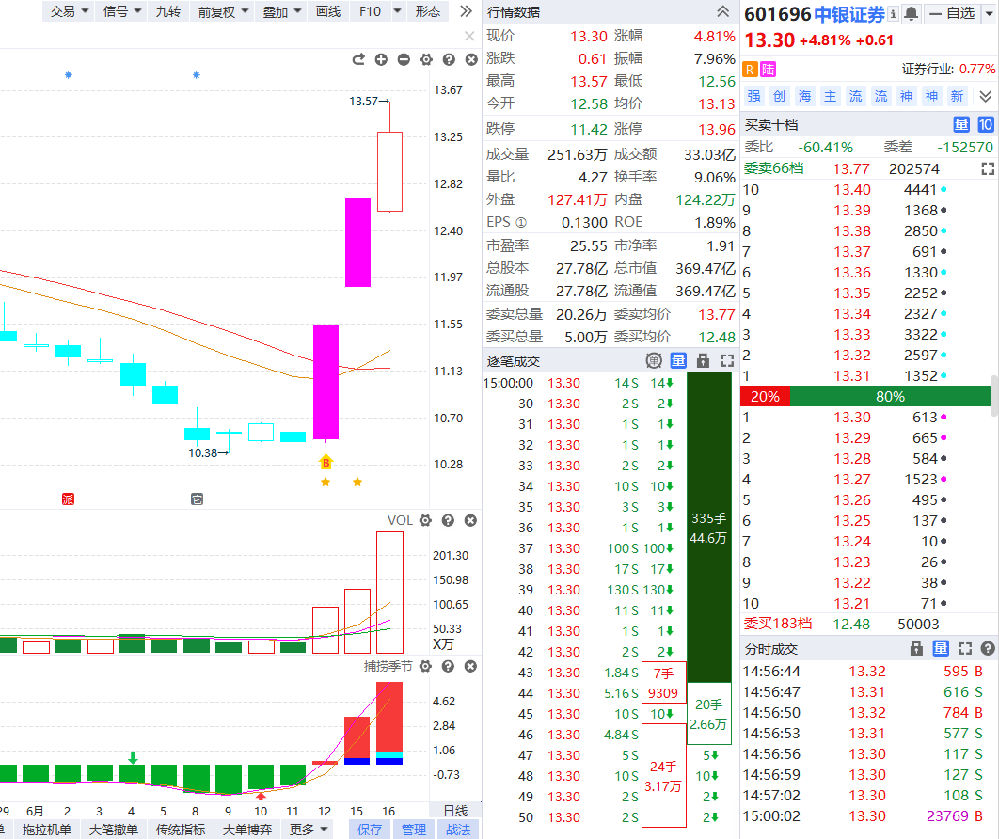 交易 信号 九转 前复权 叠加 画线 F10 形态
13.67
13.57→
13.25
12.82
12.40
11.97
11.55
11.13
10.70
10.38→
10.28
B
派
VOL
201.30
150.98
100.65
50.33
X万
捕捞季节
4.62
2.84
1.06
-0.73
29 6月 2 3 4 5 8 9 10 11 12 15 16 日线
单 拖拉机单 大笔撤单 传统指标 大单博弈 更多 保存 管理 战法
行情数据
现价 13.30 涨幅 4.81%
涨跌 0.61 振幅 7.96%
最高 13.57 最低 12.56
今开 12.58 均价 13.13
跌停 11.42 涨停 13.96
成交量 251.63万 成交额 33.03亿
量比 4.27 换手率 9.06%
外盘 127.41万 内盘 124.22万
EPS ① 0.1300 ROE 1.89%
市盈率 25.55 市净率 1.91
总股本 27.78亿 总市值 369.47亿
流通股 27.78亿 流通值 369.47亿
委卖总量 20.26万 委卖均价 13.77
委买总量 5.00万 委买均价 12.48
逐笔成交 单 量
15:00:00 13.30 14 S 14
30 13.30 2 S 2
31 13.30 1 S 1
32 13.30 1 S 1
33 13.30 2 S 2
34 13.30 10 S 10
35 13.30 3 S 3
36 13.30 1 S 1
37 13.30 100 S 100
38 13.30 17 S 17
39 13.30 130 S 130
40 13.30 11 S 11
41 13.30 1 S 1
42 13.30 2 S 2
43 13.30 1.84 S
44 13.30 5.16 S
45 13.30 10 S 10
46 13.30 4.84 S
47 13.30 5 S 5
48 13.30 10 S 10
49 13.30 2 S 2
50 13.30 2 S 2
335手
44.6万
7手
9309
20手
2.66万
24手
3.17万
601696 中银证券 自选
13.30 +4.81% +0.61
R 陆 证券行业: 0.77%
强 创 海 主 流 流 神 神 新
买卖十档 量 10
委比 -60.41% 委差 -152570
委卖66档 13.77 202574
10 13.40 4441
9 13.39 1368
8 13.38 2850
7 13.37 691
6 13.36 1330
5 13.35 2252
4 13.34 2327
3 13.33 3322
2 13.32 2597
1 13.31 1352
20% 80%
1 13.30 613
2 13.29 665
3 13.28 584
4 13.27 1523
5 13.26 495
6 13.25 137
7 13.24 10
8 13.23 26
9 13.22 38
10 13.21 71
委买183档 12.48 50003
分时成交 量
14:56:44 13.32 595 B
14:56:47 13.31 616 S
14:56:50 13.32 784 B
14:56:53 13.31 577 S
14:56:56 13.30 117 S
14:56:59 13.30 127 S
14:57:02 13.30 108 S
15:00:02 13.30 23769 B